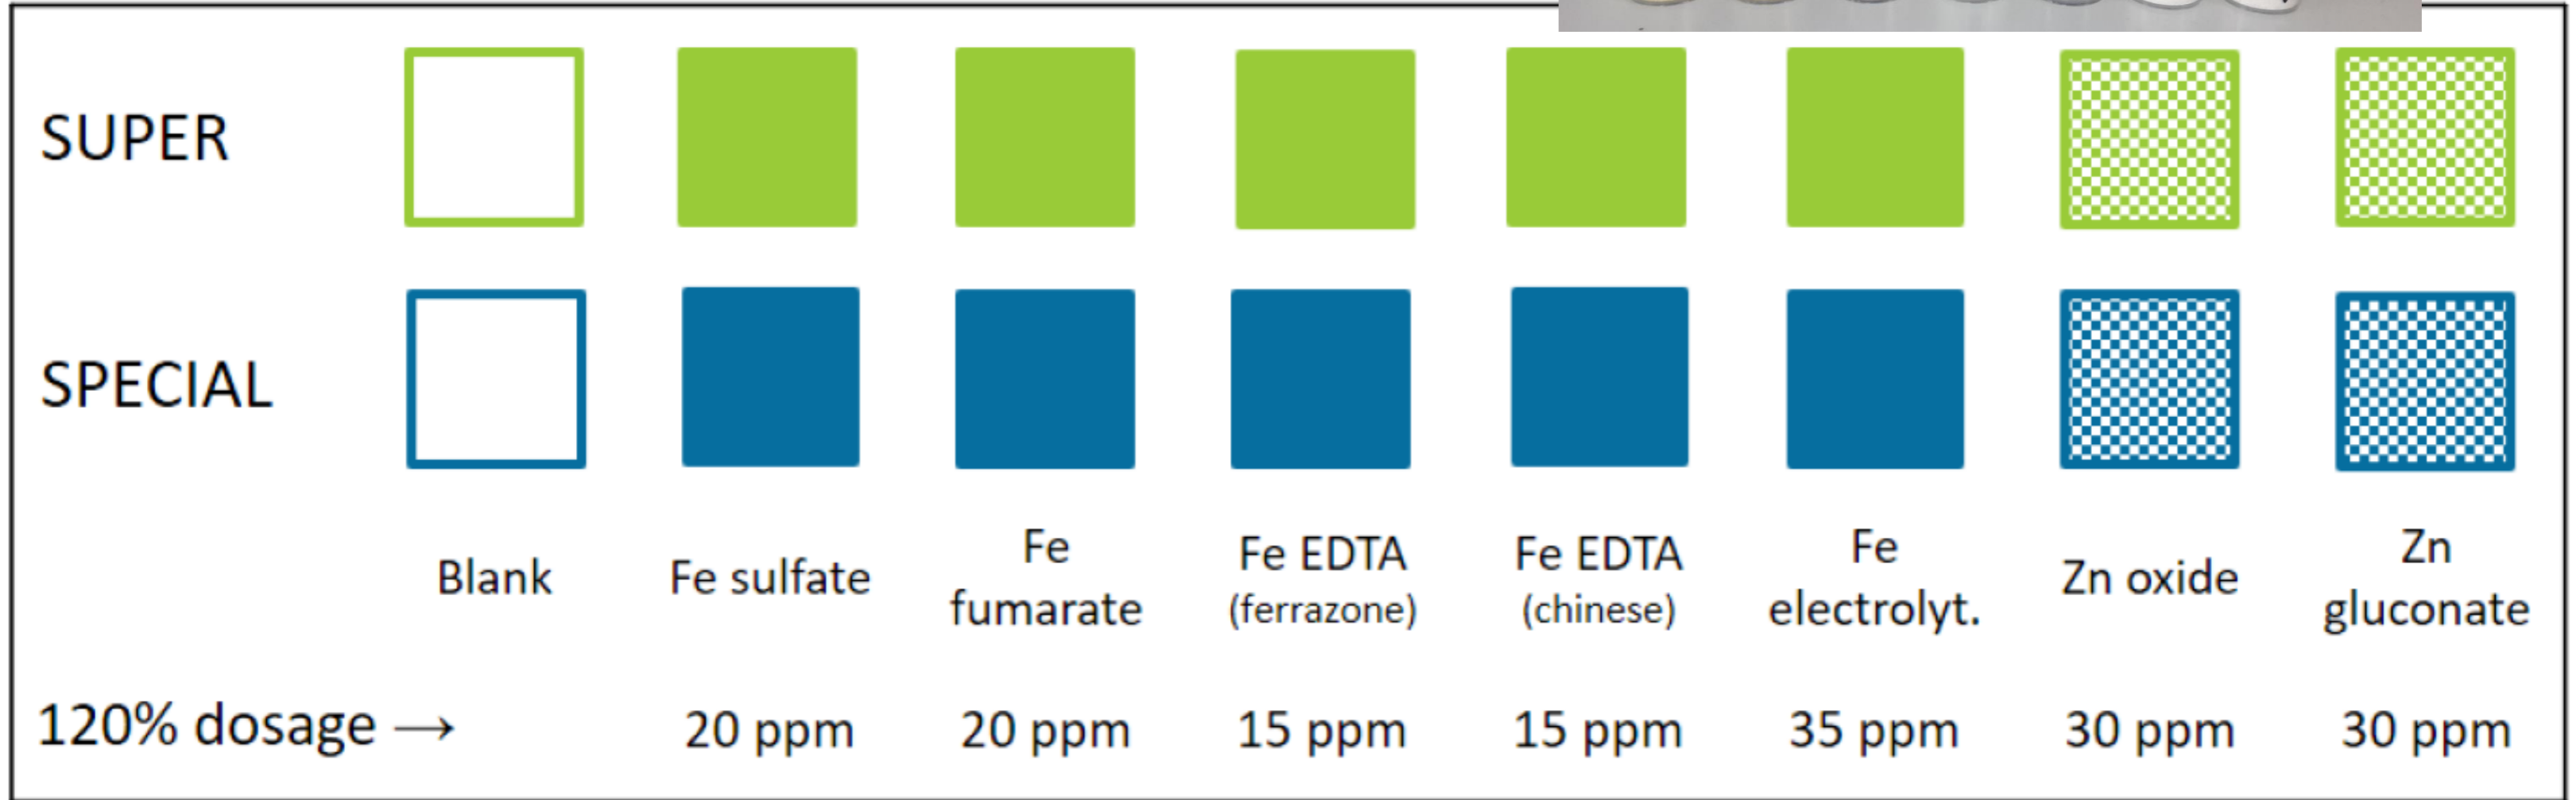 SUPER
SPECIAL
Blank
Fe sulfate
Fe
fumarate
Fe EDTA
(ferrazone)
Fe EDTA
(chinese)
Fe
electrolyt.
Zn oxide
Zn
gluconate
120% dosage → 20 ppm 20 ppm 15 ppm 15 ppm 35 ppm 30 ppm 30 ppm